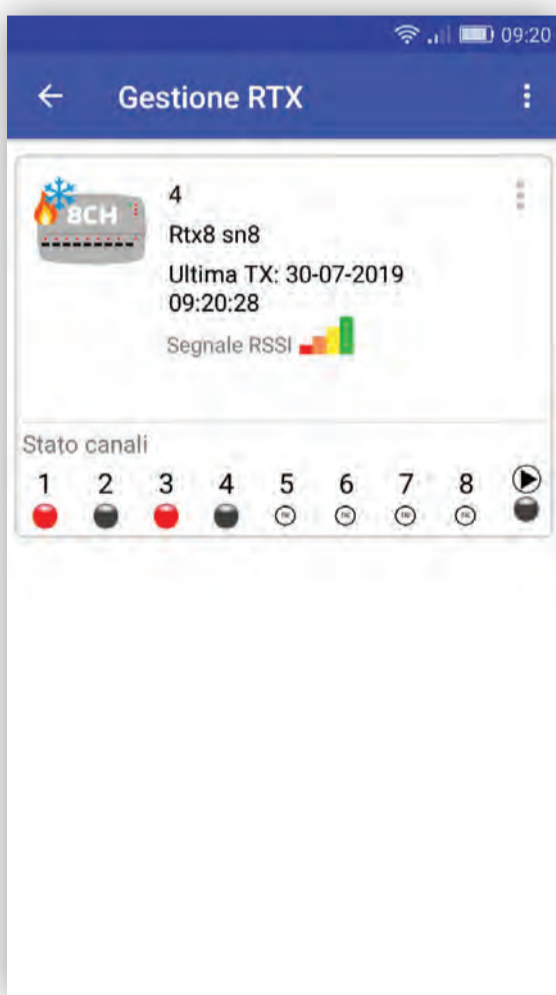 09:20
Gestione RTX
8CH
4
Rtx8 sn8
Ultima TX: 30-07-2019
09:20:28
Segnale RSSI
Stato canali
1 2 3 4 5 6 7 8